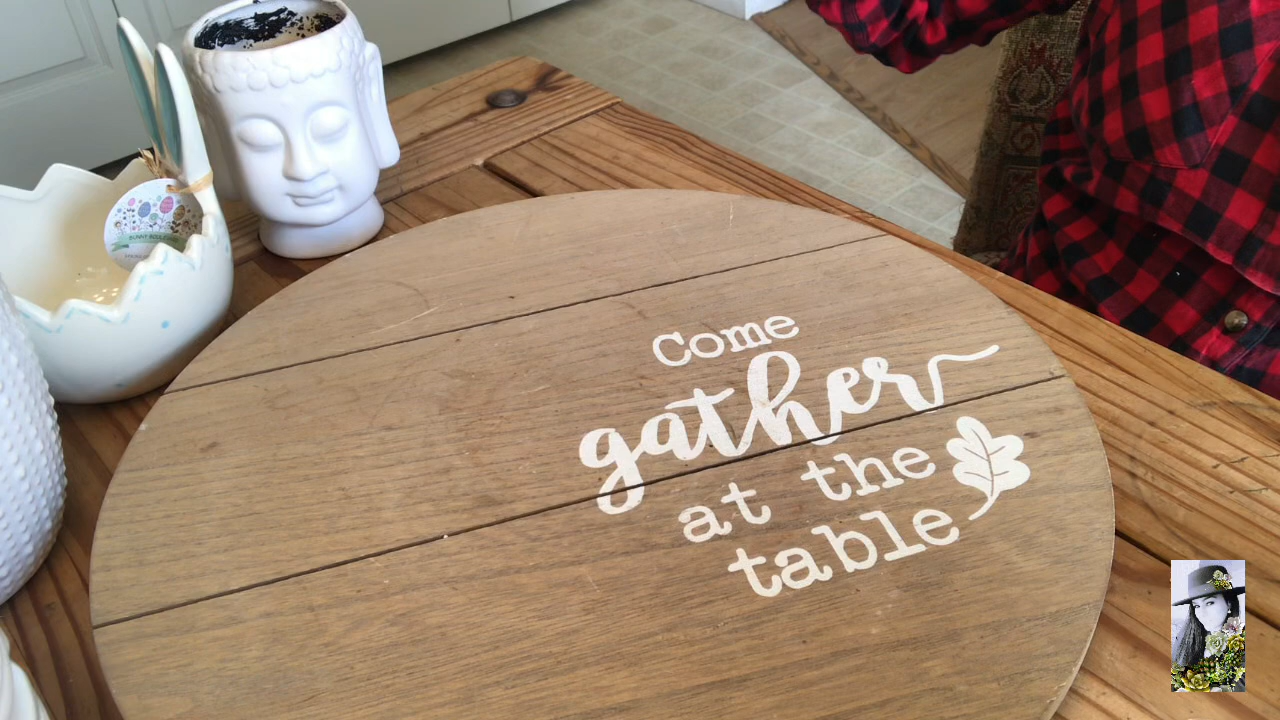 Come
gather
at the
table